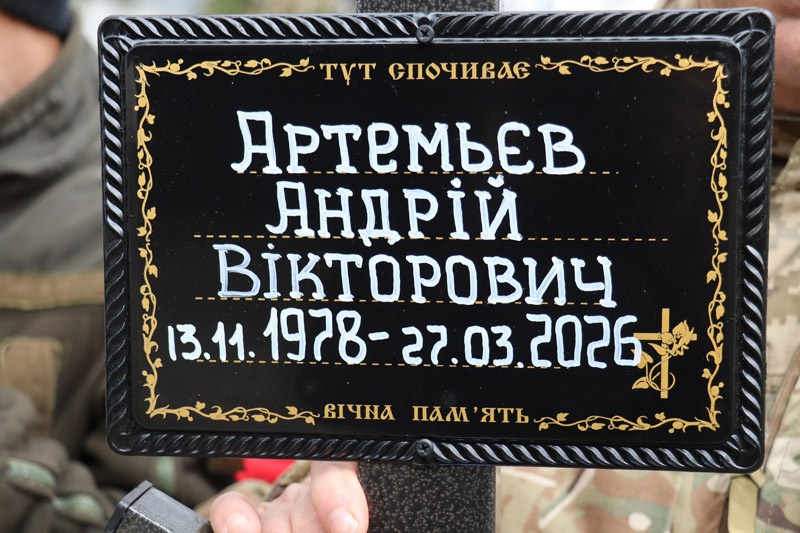 ТУТ СПОЧИВАЄ
Артемьєв
Андрій
Вікторович
13.11.1978-27.03.2026
ВІЧНА ПАМ'ЯТЬ